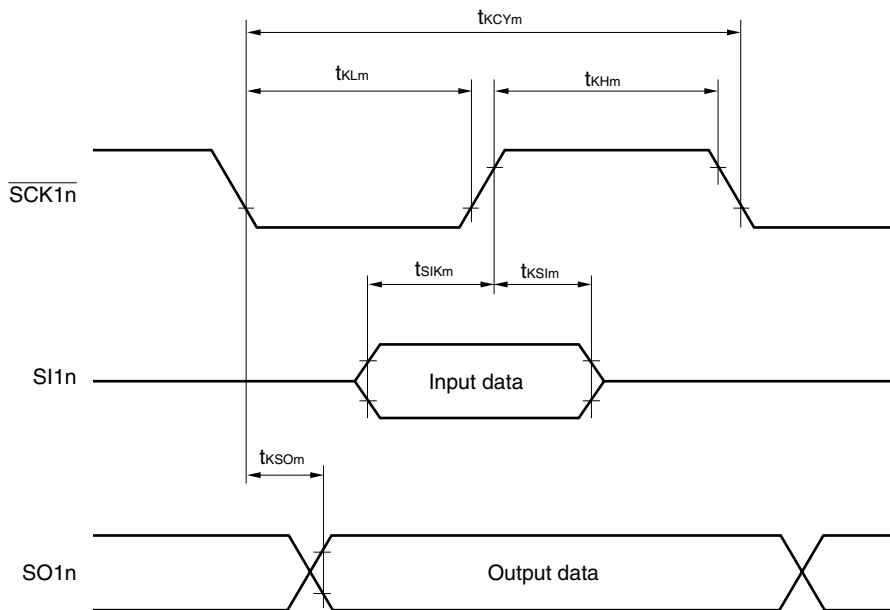 tKCYm
tKLm
tKHm
SCK1n
tSIKm
tKSIm
SI1n
Input data
tKSOm
SO1n
Output data